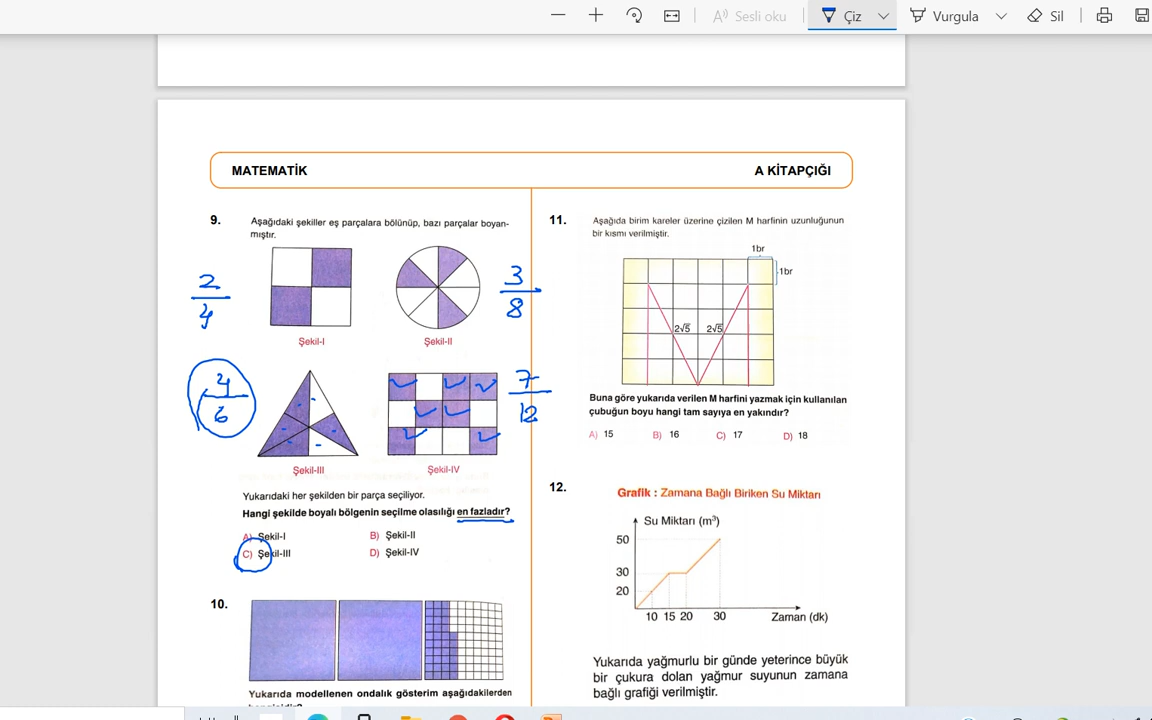 Sesli oku
Çiz
Vurgula
Sil
MATEMATİK
A KİTAPÇIĞI
9.
Aşağıdaki şekiller eş parçalara bölünüp, bazı parçalar boyan-
mıştır.
2
4
3
8
Şekil-I
Şekil-II
4
6
7
12
Şekil-III
Şekil-IV
Yukarıdaki her şekilden bir parça seçiliyor.
Hangi şekilde boyalı bölgenin seçilme olasılığı en fazladır?
A) Şekil-I
B) Şekil-II
C) Şekil-III
D) Şekil-IV
10.
Yukarıda modellenen ondalık gösterim aşağıdakilerden
11.
Aşağıda birim kareler üzerine çizilen M harfinin uzunluğunun
bir kısmı verilmiştir.
1br
1br
2√5
2√5
Buna göre yukarıda verilen M harfini yazmak için kullanılan
çubuğun boyu hangi tam sayıya en yakındır?
A) 15
B) 16
C) 17
D) 18
12.
Grafik : Zamana Bağlı Biriken Su Miktarı
Su Miktarı (m³)
50
30
20
10 15 20 30
Zaman (dk)
Yukarıda yağmurlu bir günde yeterince büyük
bir çukura dolan yağmur suyunun zamana
bağlı grafiği verilmiştir.